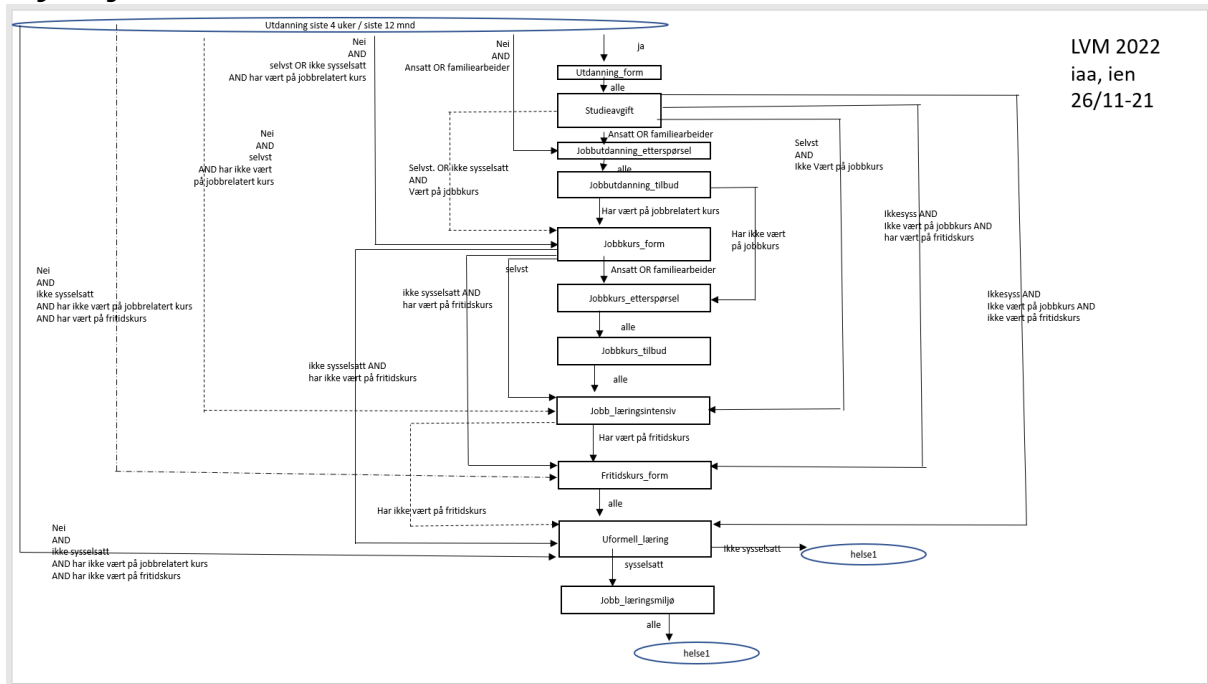 Utdanning siste 4 uker / siste 12 mnd
LVM 2022
iaa, ien
26/11-21
Nei
AND
selvst OR ikke sysselsatt
AND har vært på jobbrelatert kurs
Nei
AND
Ansatt OR familiearbeider
ja
Utdanning_form
alle
Studieavgift
Ansatt OR familiearbeider
Nei
AND
selvst
AND har ikke vært
på jobbrelatert kurs
Jobbutdanning_etterspørsel
alle
Selvst. OR ikke sysselsatt
AND
Vært på jobbkurs
Selvst
AND
Ikke Vært på jobbkurs
Jobbutdanning_tilbud
Har vært på jobbrelatert kurs
Har ikke vært
på jobbkurs
Ikkesyss AND
Ikke vært på jobbkurs AND
har vært på fritidskurs
Jobbkurs_form
selvst
Ansatt OR familiearbeider
Nei
AND
ikke sysselsatt
AND har ikke vært på jobbrelatert kurs
AND har vært på fritidskurs
ikke sysselsatt AND
har vært på fritidskurs
Jobbkurs_etterspørsel
Ikkesyss AND
Ikke vært på jobbkurs AND
ikke vært på fritidskurs
alle
Jobbkurs_tilbud
ikke sysselsatt AND
har ikke vært på fritidskurs
alle
Jobb_læringsintensiv
Har vært på fritidskurs
Fritidskurs_form
alle
Har ikke vært på fritidskurs
Nei
AND
ikke sysselsatt
AND har ikke vært på jobbrelatert kurs
AND har ikke vært på fritidskurs
Uformell_læring
Ikke sysselsatt
helse1
sysselsatt
Jobb_læringsmiljø
alle
helse1